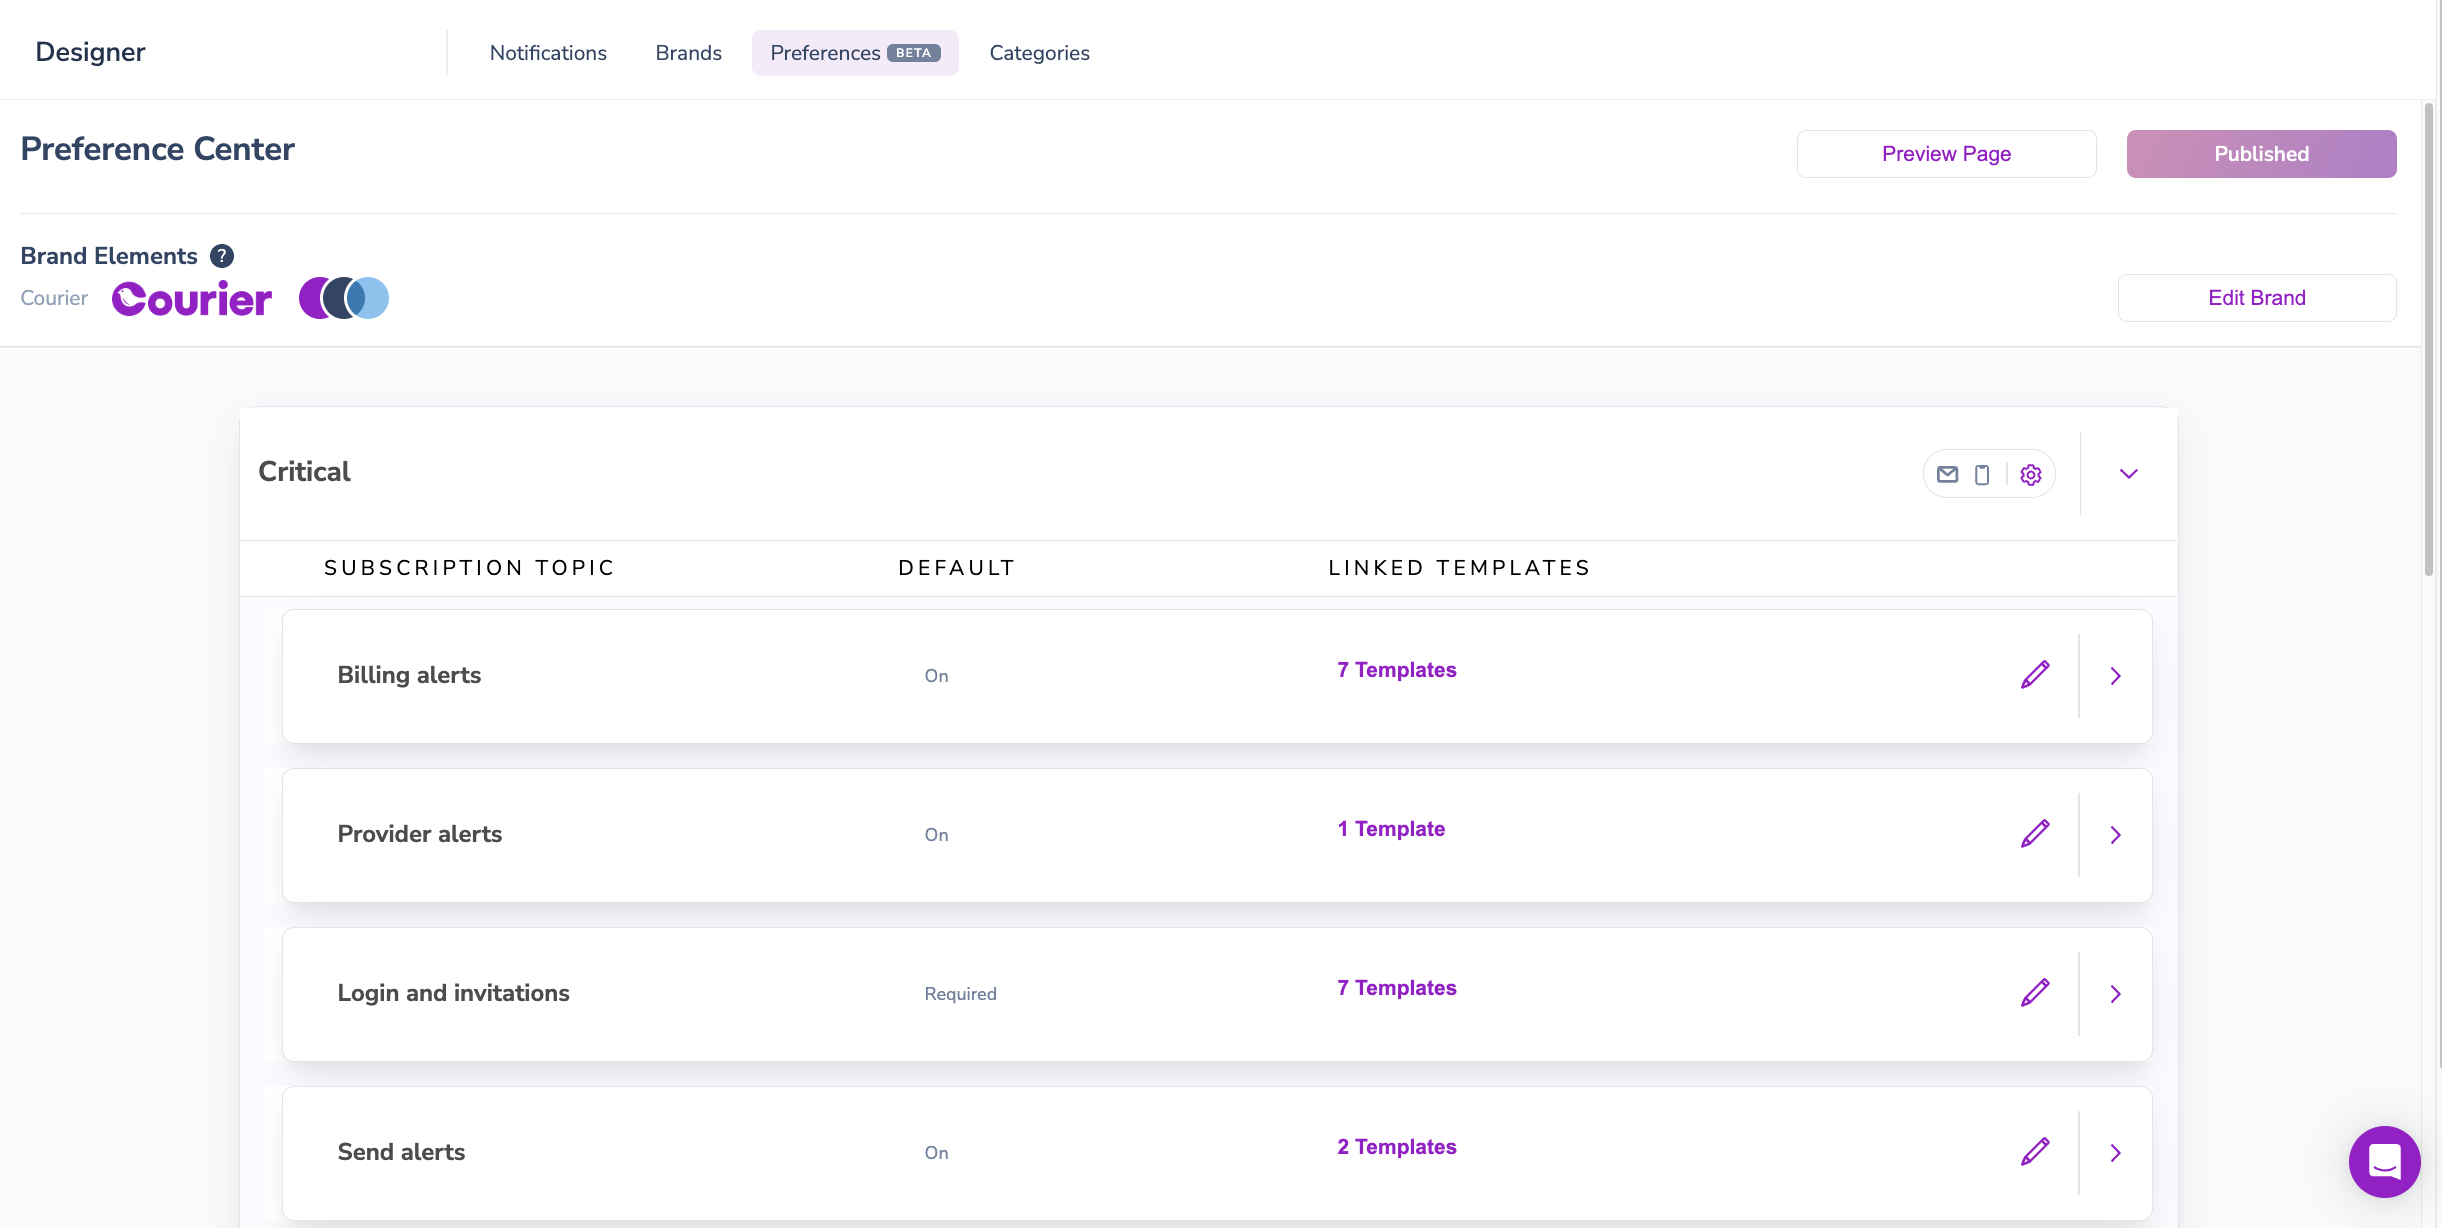 Designer
Notifications
Brands
Preferences BETA
Categories
Preference Center
Preview Page
Published
Brand Elements ?
Courier
Courier
Edit Brand
Critical
SUBSCRIPTION TOPIC
DEFAULT
LINKED TEMPLATES
Billing alerts
On
7 Templates
Provider alerts
On
1 Template
Login and invitations
Required
7 Templates
Send alerts
On
2 Templates